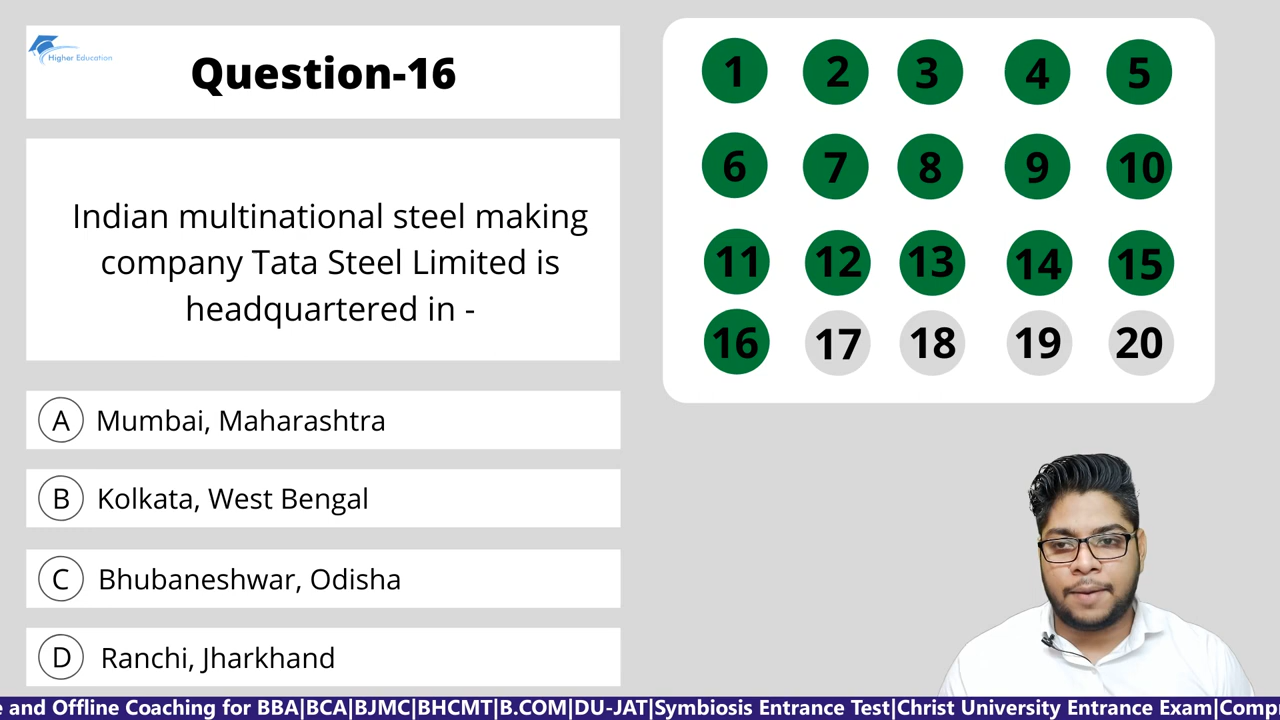 Higher Education
Question-16
Indian multinational steel making
company Tata Steel Limited is
headquartered in -
A Mumbai, Maharashtra
B Kolkata, West Bengal
C Bhubaneshwar, Odisha
D Ranchi, Jharkhand
1 2 3 4 5
6 7 8 9 10
11 12 13 14 15
16 17 18 19 20
e and Offline Coaching for BBA|BCA|BJMC|BHCMT|B.COM|DU-JAT|Symbiosis Entrance Test|Christ University Entrance Exam|Comp